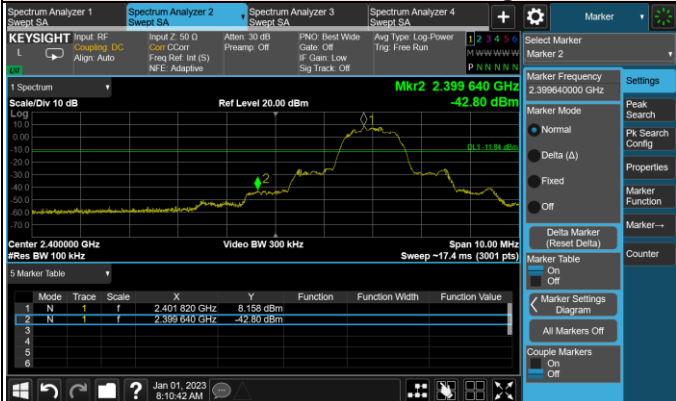 Spectrum Analyzer 1
Swept SA
Spectrum Analyzer 2
Swept SA
Spectrum Analyzer 3
Swept SA
Spectrum Analyzer 4
Swept SA
+
Marker
KEYSIGHT
L
LU
Input: RF
Coupling: DC
Align: Auto
Input Z: 50 Ω
Corr CCorr
Freq Ref: Int (S)
NFE: Adaptive
Atten: 30 dB
Preamp: Off
PNO: Best Wide
Gate: Off
IF Gain: Low
Sig Track: Off
Avg Type: Log-Power
Trig: Free Run
1 2 3 4 5 6
M W W W W W
P N N N N N
Select Marker
Marker 2
1 Spectrum
Scale/Div 10 dB
Ref Level 20.00 dBm
Mkr2 2.399 640 GHz
-42.80 dBm
Log
10.0
0.00
-10.0
-20.0
-30.0
-40.0
-50.0
-60.0
-70.0
1
2
DL1 -11.84 dBm
Center 2.400000 GHz
#Res BW 100 kHz
Video BW 300 kHz
Span 10.00 MHz
Sweep ~17.4 ms (3001 pts)
5 Marker Table
Mode Trace Scale X Y Function Function Width Function Value
1 N 1 f 2.401 820 GHz 8.158 dBm
2 N 1 f 2.399 640 GHz -42.80 dBm
3
4
5
6
Marker Frequency
2.399640000 GHz
Marker Mode
Normal
Delta (Δ)
Fixed
Off
Delta Marker
(Reset Delta)
Marker Table
On
Off
Marker Settings
Diagram
All Markers Off
Couple Markers
On
Off
Settings
Peak
Search
Pk Search
Config
Properties
Marker
Function
Marker→
Counter
?
Jan 01, 2023
8:10:42 AM